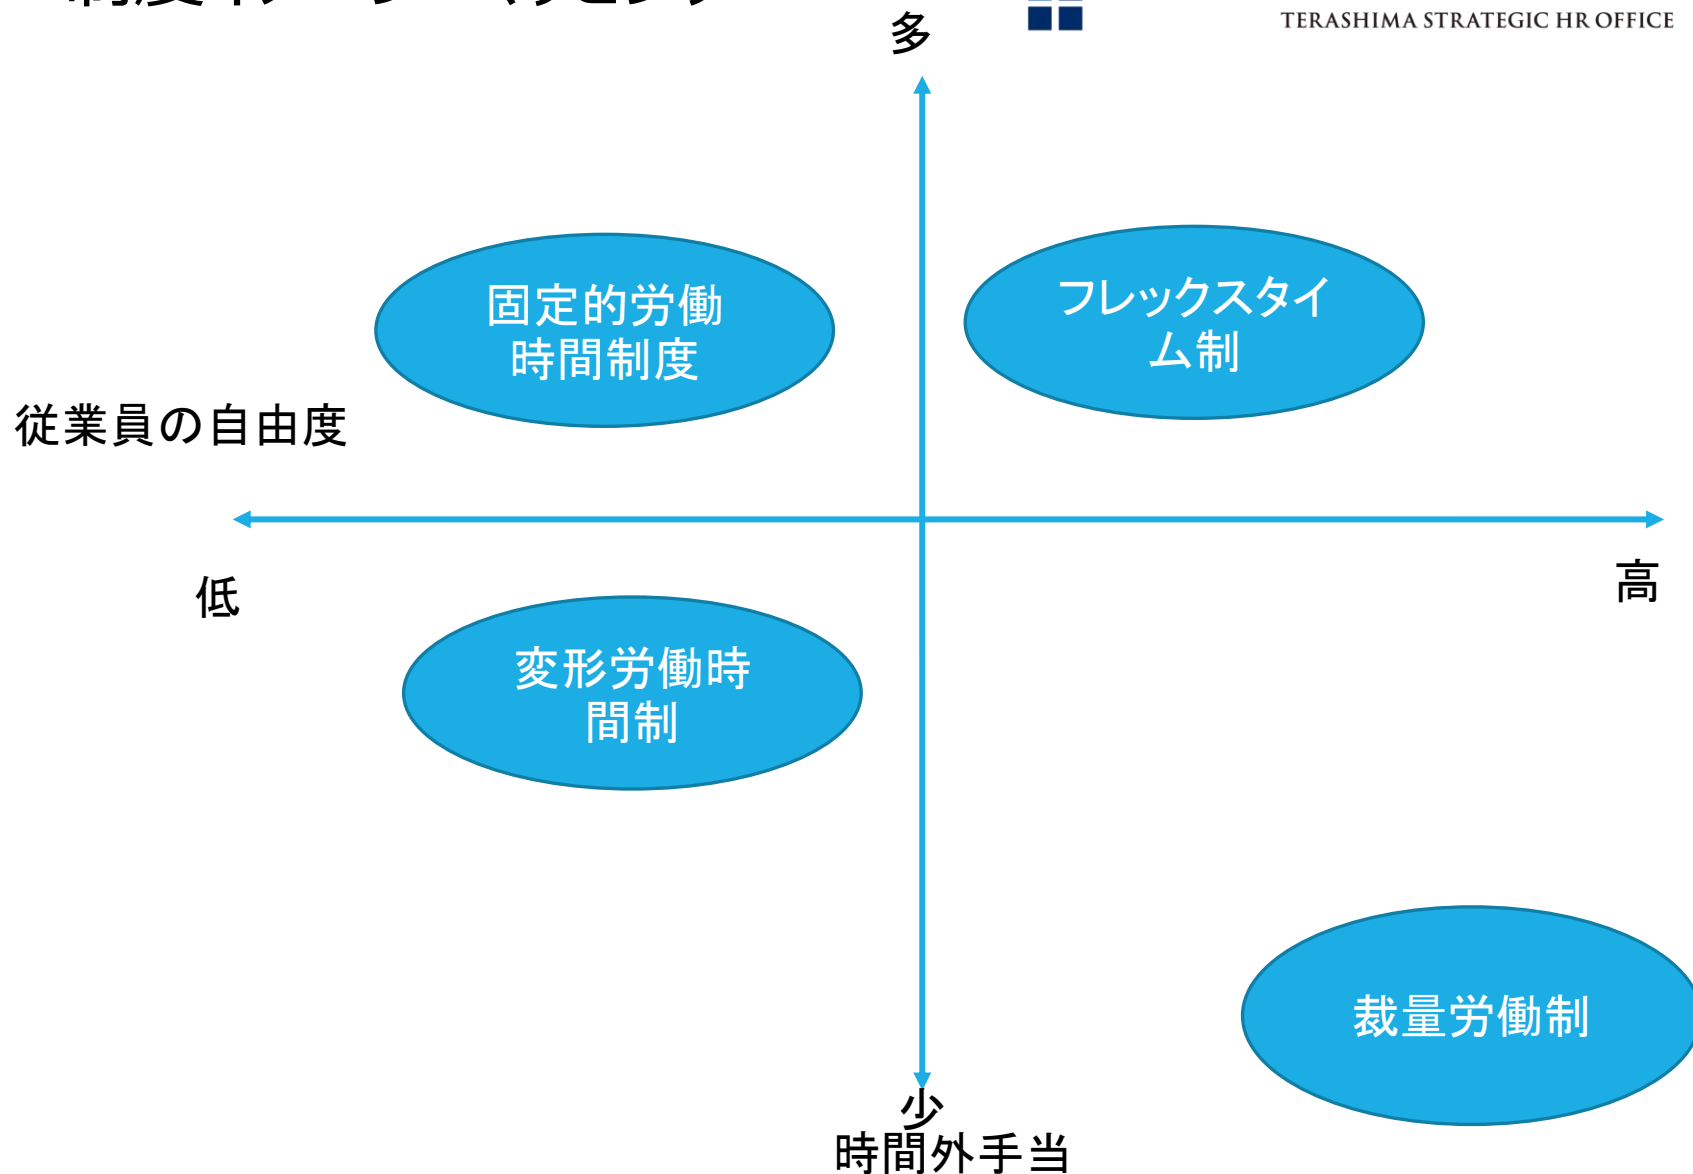 TERASHIMA STRATEGIC HR OFFICE
多
固定的労働
時間制度
フレックスタイ
ム制
従業員の自由度
低
高
変形労働時
間制
裁量労働制
少
時間外手当